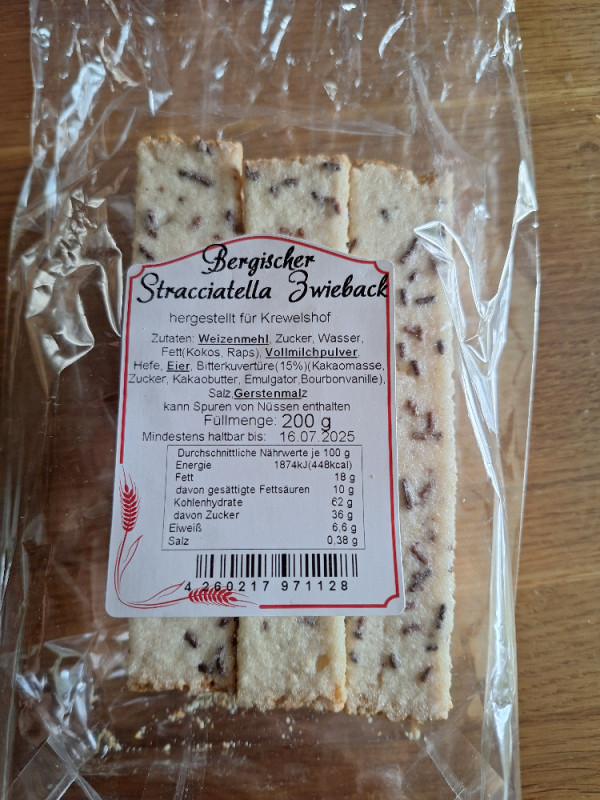 Bergischer
Stracciatella Zwieback
hergestellt für Krewelshof
Zutaten: Weizenmehl, Zucker, Wasser,
Fett(Kokos, Raps), Vollmilchpulver,
Hefe, Eier, Bitterkuvertüre(15%)(Kakaomasse,
Zucker, Kakaobutter, Emulgator,Bourbonvanille),
Salz,Gerstenmalz
kann Spuren von Nüssen enthalten
Füllmenge: 200 g
Mindestens haltbar bis: 16.07.2025
Durchschnittliche Nährwerte je 100 g
Energie 1874kJ(448kcal)
Fett 18 g
davon gesättigte Fettsäuren 10 g
Kohlenhydrate 62 g
davon Zucker 36 g
Eiweiß 6,6 g
Salz 0,38 g
4 260217 971128